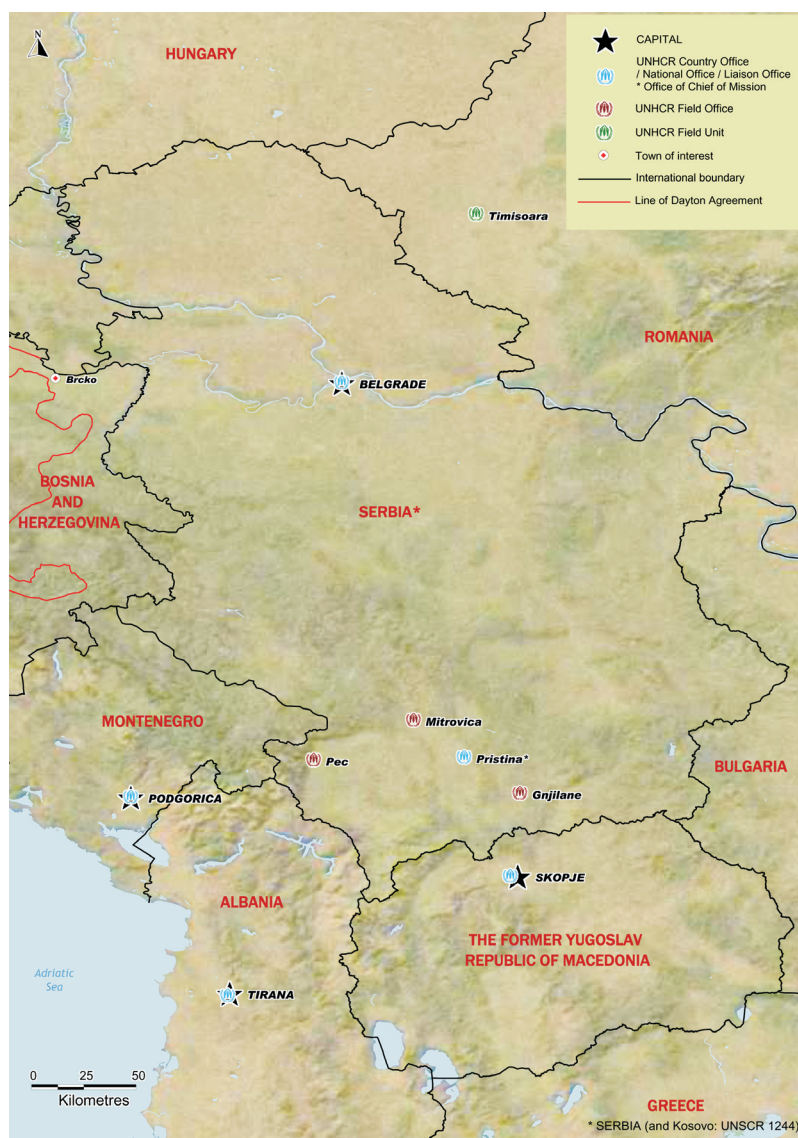 N
HUNGARY
CAPITAL
UNHCR Country Office
/ National Office / Liaison Office
* Office of Chief of Mission
UNHCR Field Office
UNHCR Field Unit
Town of interest
International boundary
Line of Dayton Agreement
Timisoara
ROMANIA
Brcko
BELGRADE
BOSNIA
AND
HERZEGOVINA
SERBIA*
MONTENEGRO
Mitrovica
Pec
Pristina*
BULGARIA
Gnjilane
PODGORICA
SKOPJE
ALBANIA
THE FORMER YUGOSLAV
REPUBLIC OF MACEDONIA
Adriatic
Sea
TIRANA
0 25 50
Kilometres
GREECE
* SERBIA (and Kosovo: UNSCR 1244)